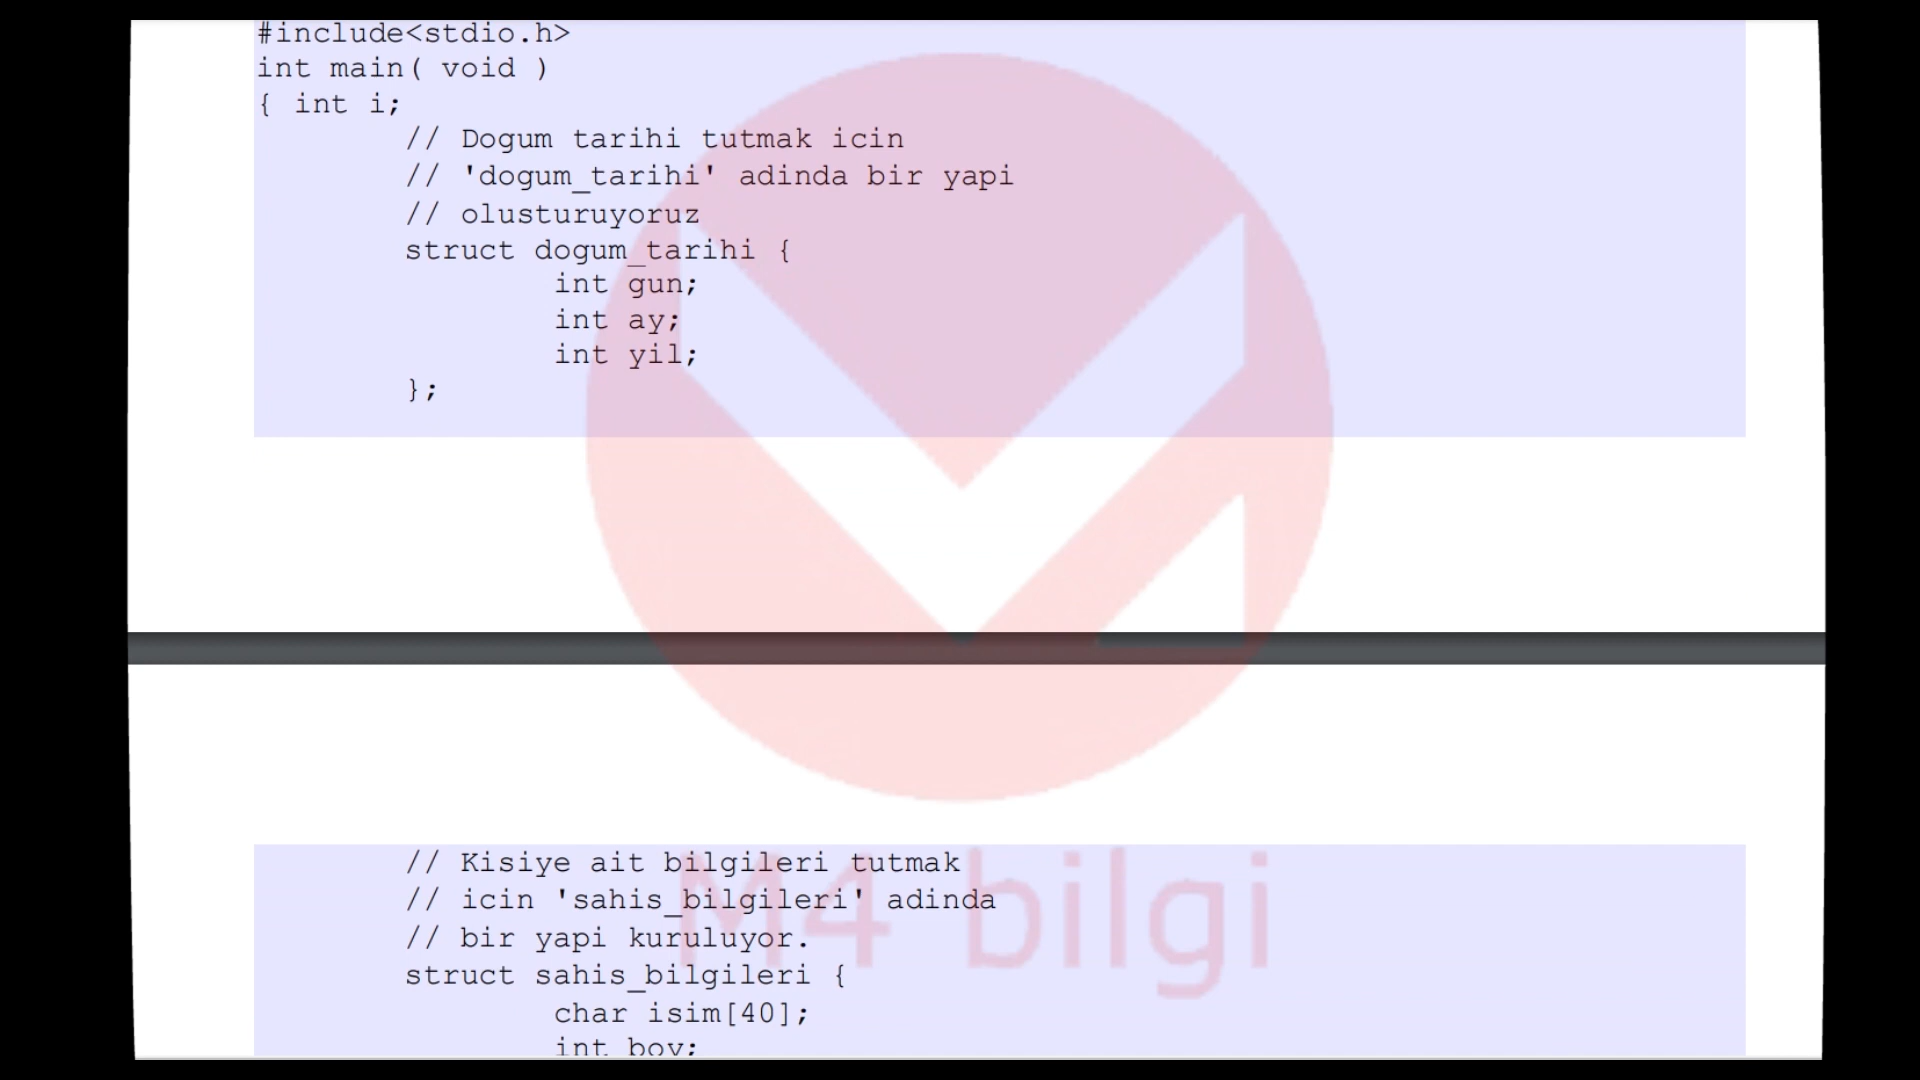 #include<stdio.h>
int main( void )
{ int i;
// Dogum tarihi tutmak icin
// 'dogum_tarihi' adinda bir yapi
// olusturuyoruz
struct dogum_tarihi {
int gun;
int ay;
int yil;
};
// Kisiye ait bilgileri tutmak
// icin 'sahis_bilgileri' adinda
// bir yapi kuruluyor.
struct sahis_bilgileri {
char isim[40];
int boy;
M4 bilgi